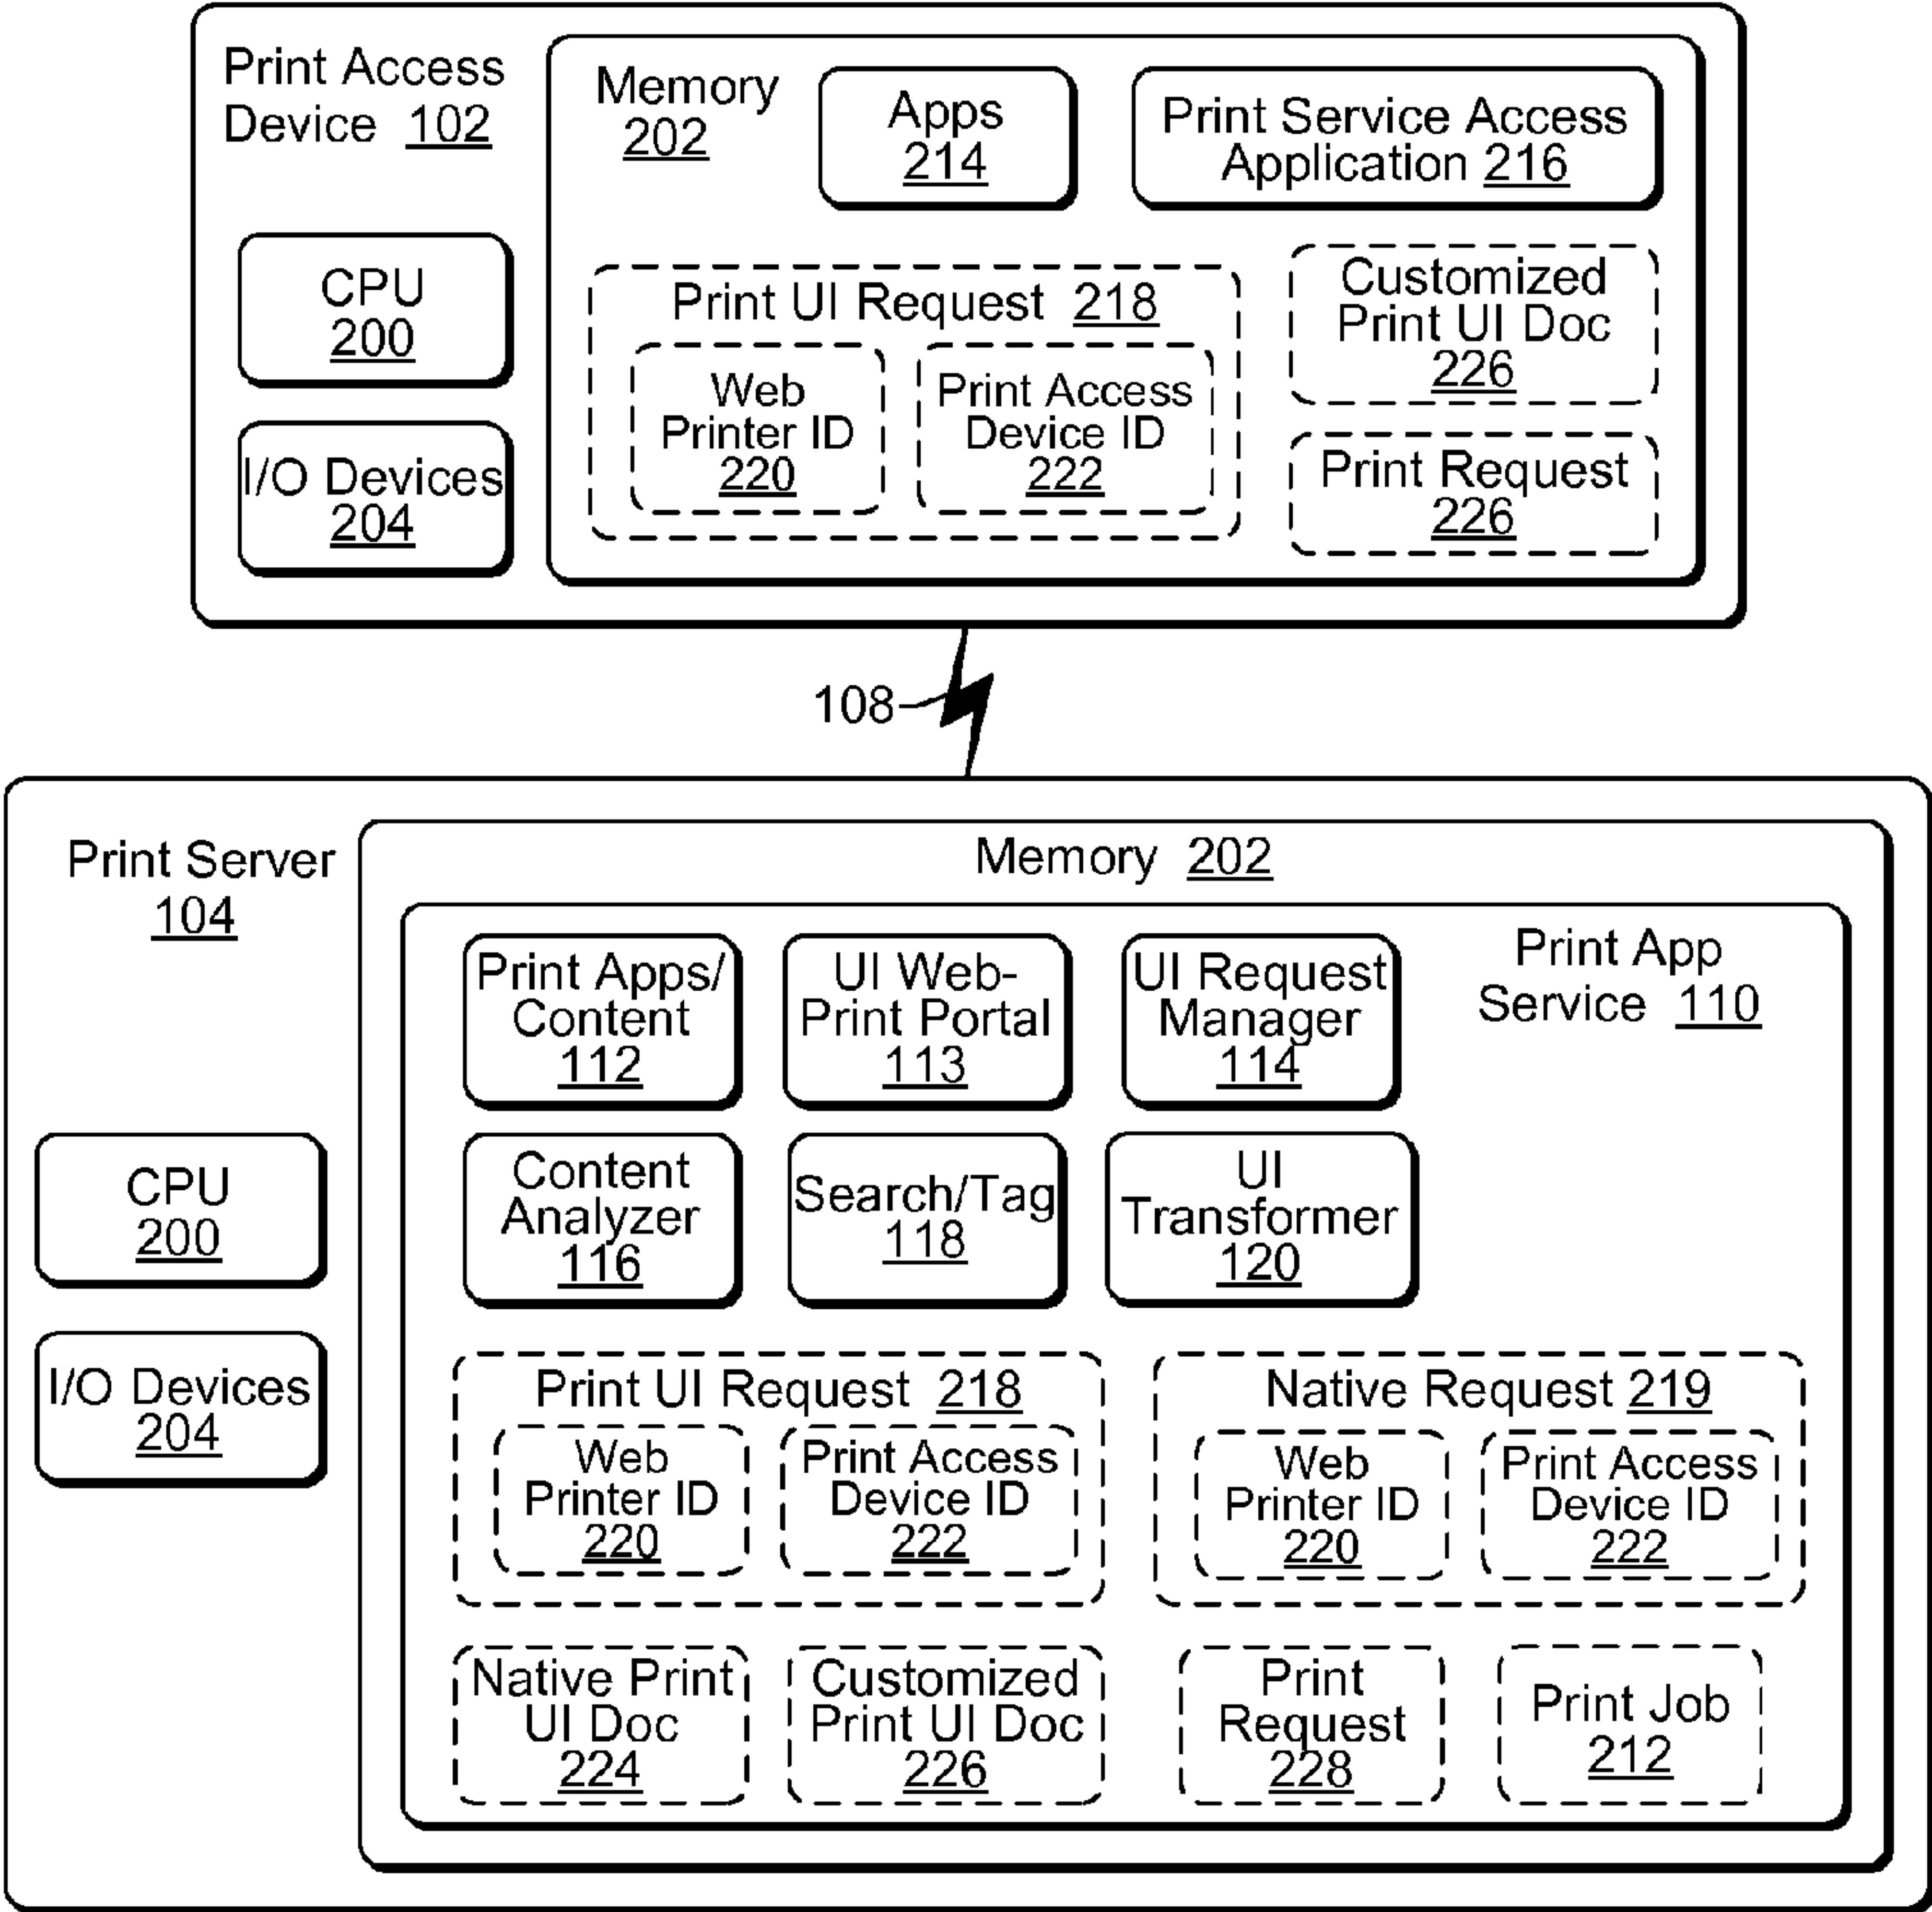 Print Access
Device 102
Memory
202
Apps
214
Print Service Access
Application 216
CPU
200
I/O Devices
204
Print UI Request 218
Web
Printer ID
220
Print Access
Device ID
222
Customized
Print UI Doc
226
Print Request
226
108
Print Server
104
Memory 202
Print Apps/
Content
112
UI Web-
Print Portal
113
UI Request
Manager
114
Print App
Service 110
CPU
200
I/O Devices
204
Content
Analyzer
116
Search/Tag
118
UI
Transformer
120
Print UI Request 218
Web
Printer ID
220
Print Access
Device ID
222
Native Request 219
Web
Printer ID
220
Print Access
Device ID
222
Native Print
UI Doc
224
Customized
Print UI Doc
226
Print
Request
228
Print Job
212